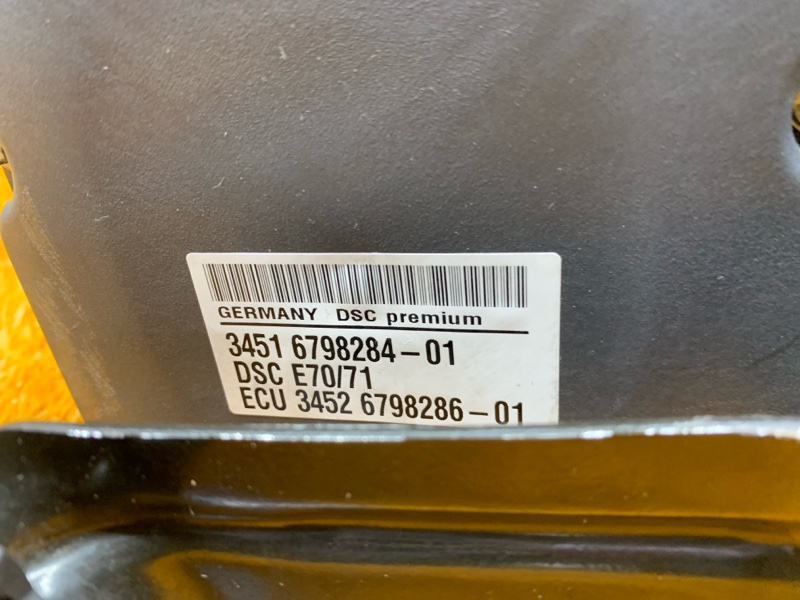 GERMANY DSC premium
3451 6798284-01
DSC E70/71
ECU 3452 6798286-01